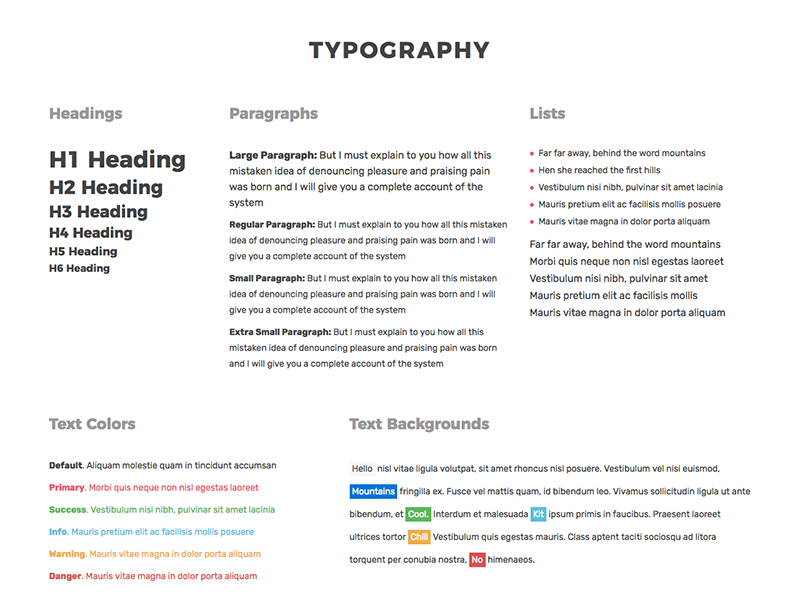 TYPOGRAPHY
Headings
H1 Heading
H2 Heading
H3 Heading
H4 Heading
H5 Heading
H6 Heading
Paragraphs
Large Paragraph: But I must explain to you how all this
mistaken idea of denouncing pleasure and praising pain
was born and I will give you a complete account of the
system
Regular Paragraph: But I must explain to you how all this mistaken
idea of denouncing pleasure and praising pain was born and I will
give you a complete account of the system
Small Paragraph: But I must explain to you how all this mistaken
idea of denouncing pleasure and praising pain was born and I will
give you a complete account of the system
Extra Small Paragraph: But I must explain to you how all this
mistaken idea of denouncing pleasure and praising pain was born
and I will give you a complete account of the system
Lists
Far far away, behind the word mountains
Hen she reached the first hills
Vestibulum nisi nibh, pulvinar sit amet lacinia
Mauris pretium elit ac facilisis mollis posuere
Mauris vitae magna in dolor porta aliquam
Far far away, behind the word mountains
Morbi quis neque non nisl egestas laoreet
Vestibulum nisi nibh, pulvinar sit amet
Mauris pretium elit ac facilisis mollis
Mauris vitae magna in dolor porta aliquam
Text Colors
Default. Aliquam molestie quam in tincidunt accumsan
Primary. Morbi quis neque non nisl egestas laoreet
Success. Vestibulum nisi nibh, pulvinar sit amet lacinia
Info. Mauris pretium elit ac facilisis mollis posuere
Warning. Mauris vitae magna in dolor porta aliquam
Danger. Mauris vitae magna in dolor porta aliquam
Text Backgrounds
Hello nisl vitae ligula volutpat, sit amet rhoncus nisl posuere. Vestibulum vel nisi euismod,
Mountains fringilla ex. Fusce vel mattis quam, id bibendum leo. Vivamus sollicitudin ligula ut ante
bibendum, et Cool. Interdum et malesuada Kit ipsum primis in faucibus. Praesent laoreet
ultrices tortor Chill Vestibulum quis egestas mauris. Class aptent taciti sociosqu ad litora
torquent per conubia nostra, No himenaeos.